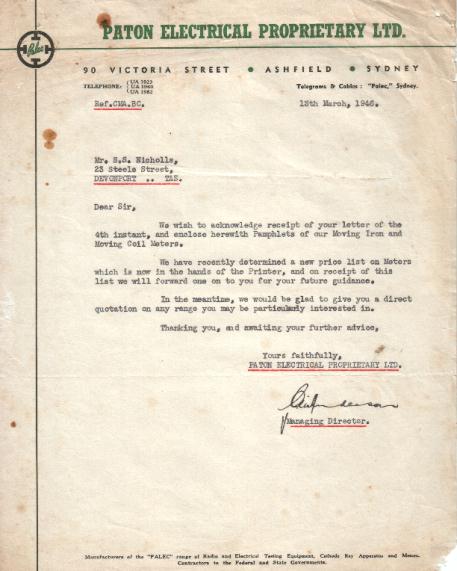 PATON ELECTRICAL PROPRIETARY LTD.
Palec
90 VICTORIA STREET • ASHFIELD • SYDNEY
TELEPHONE: { UA 1960 UA 1982
Telegrams & Cables: "Palec," Sydney.
Ref.CMA.BC. 13th March, 1946.
Mr. S.S. Nicholls,
23 Steele Street,
DEVONPORT .. TAS.
Dear Sir,
We wish to acknowledge receipt of your letter of the
4th instant, and enclose herewith Pamphlets of our Moving Iron and
Moving Coil Meters.
We have recently determined a new price list on Meters
which is now in the hands of the Printer, and on receipt of this
list we will forward one on to you for your future guidance.
In the meantime, we would be glad to give you a direct
quotation on any range you may be particularly interested in.
Thanking you, and awaiting your further advice,
Yours faithfully,
PATON ELECTRICAL PROPRIETARY LTD.
Managing Director.
Manufacturers of the "PALEC" range of Radio and Electrical Testing Equipment, Cathode Ray Apparatus and Meters.
Contractors to the Federal and State Governments.